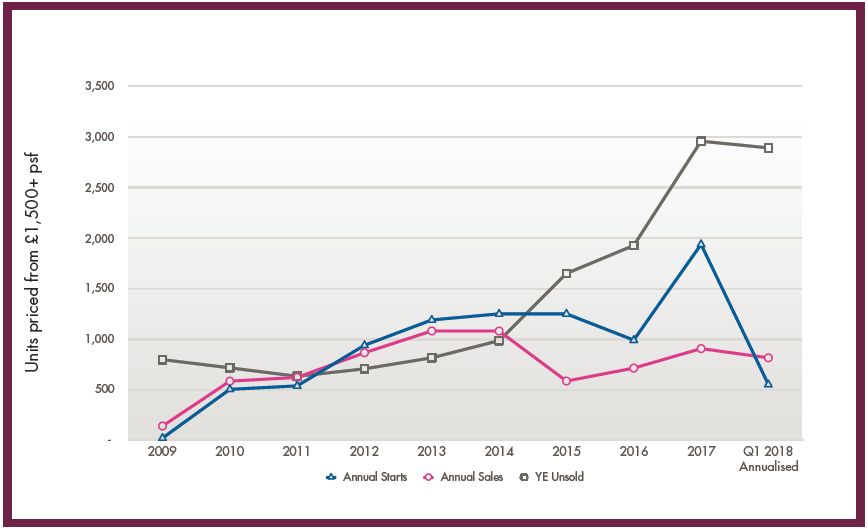 3,500
3,000
2,500
2,000
1,500
1,000
500
-
Units priced from £1,500+ psf
2009 2010 2011 2012 2013 2014 2015 2016 2017 Q1 2018
Annualised
Annual Starts Annual Sales YE Unsold